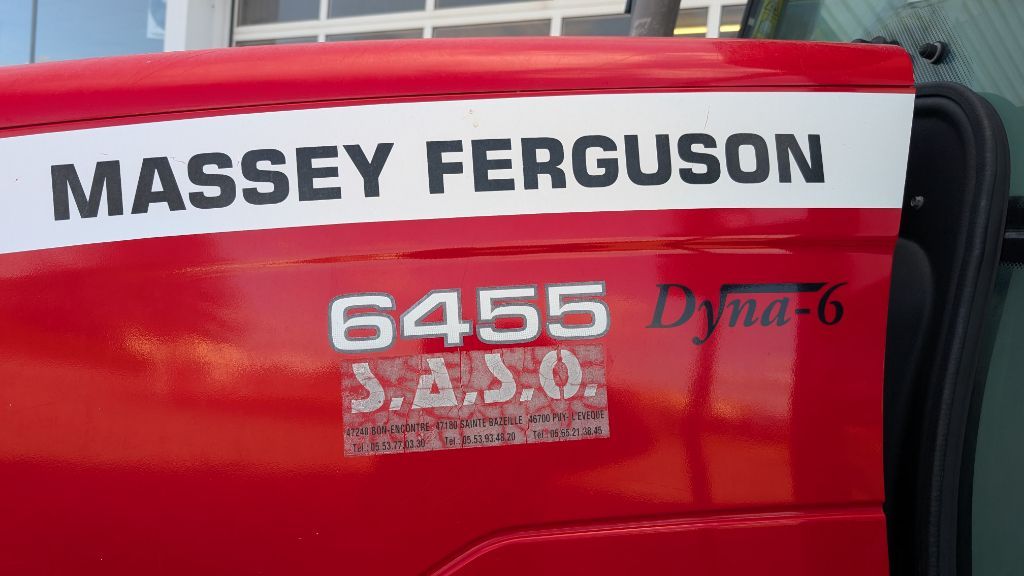 MASSEY FERGUSON
6455
Dyna-6
S.A.S.O.
47240 BON-ENCONTRE 47180 SAINTE BAZEILLE 46700 PUY-L'EVEQUE
Tél : 05.53.77.03.30 Tél : 05.53.93.48.20 Tél : 05.65.21.38.45